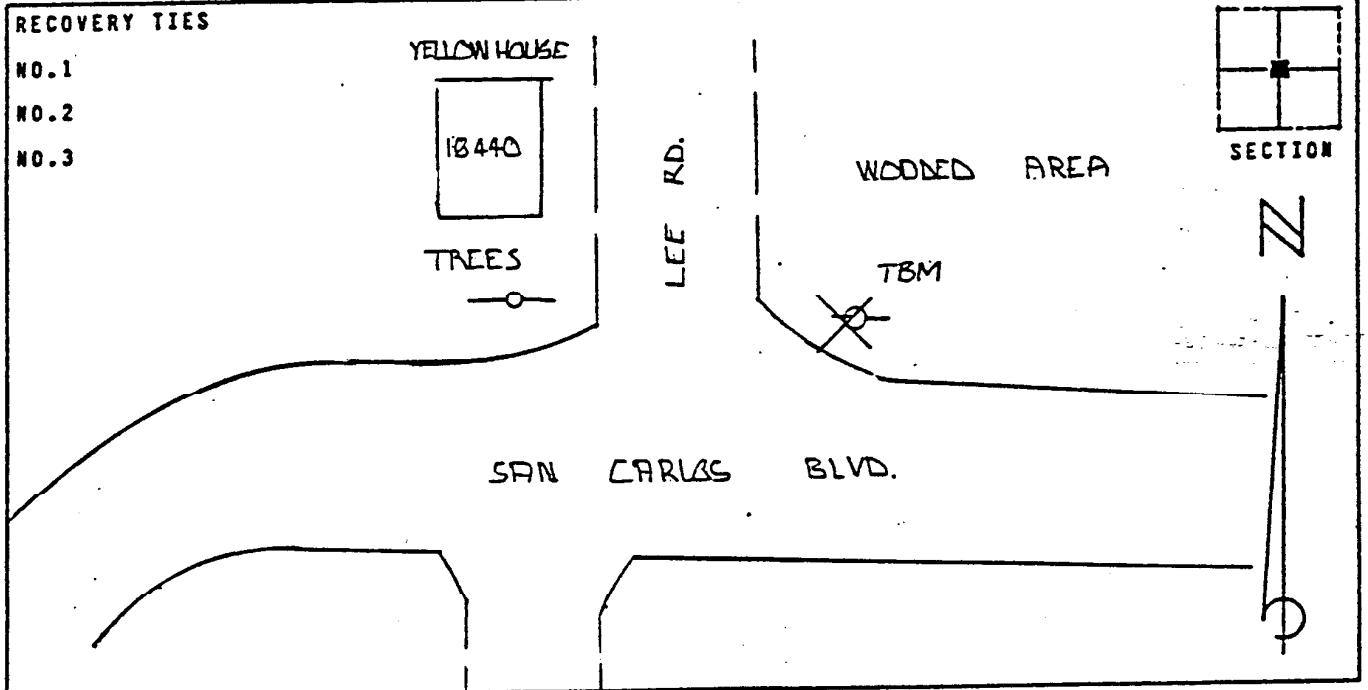 RECOVERY TIES
NO.1
NO.2
NO.3
YELLOW HOUSE
18440
TREES
LEE RD.
WOODED AREA
TBM
SECTION
N
SAN CARLOS BLVD.